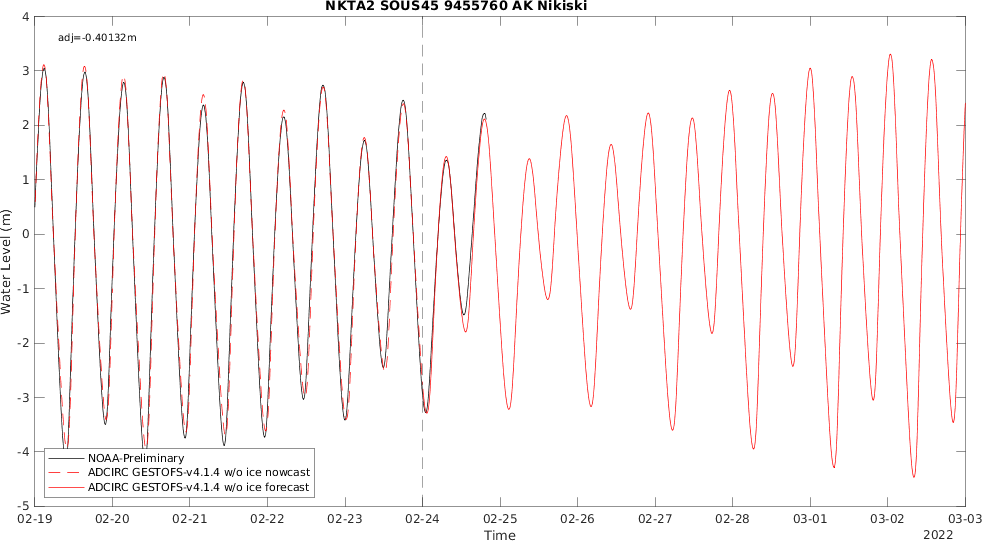 NKTA2 SOUS45 9455760 AK Nikiski
adj=-0.40132m
Water Level (m)
4
3
2
1
0
-1
-2
-3
-4
-5
NOAA-Preliminary
ADCIRC GESTOFS-v4.1.4 w/o ice nowcast
ADCIRC GESTOFS-v4.1.4 w/o ice forecast
02-19 02-20 02-21 02-22 02-23 02-24 02-25 02-26 02-27 02-28 03-01 03-02 03-03
Time
2022